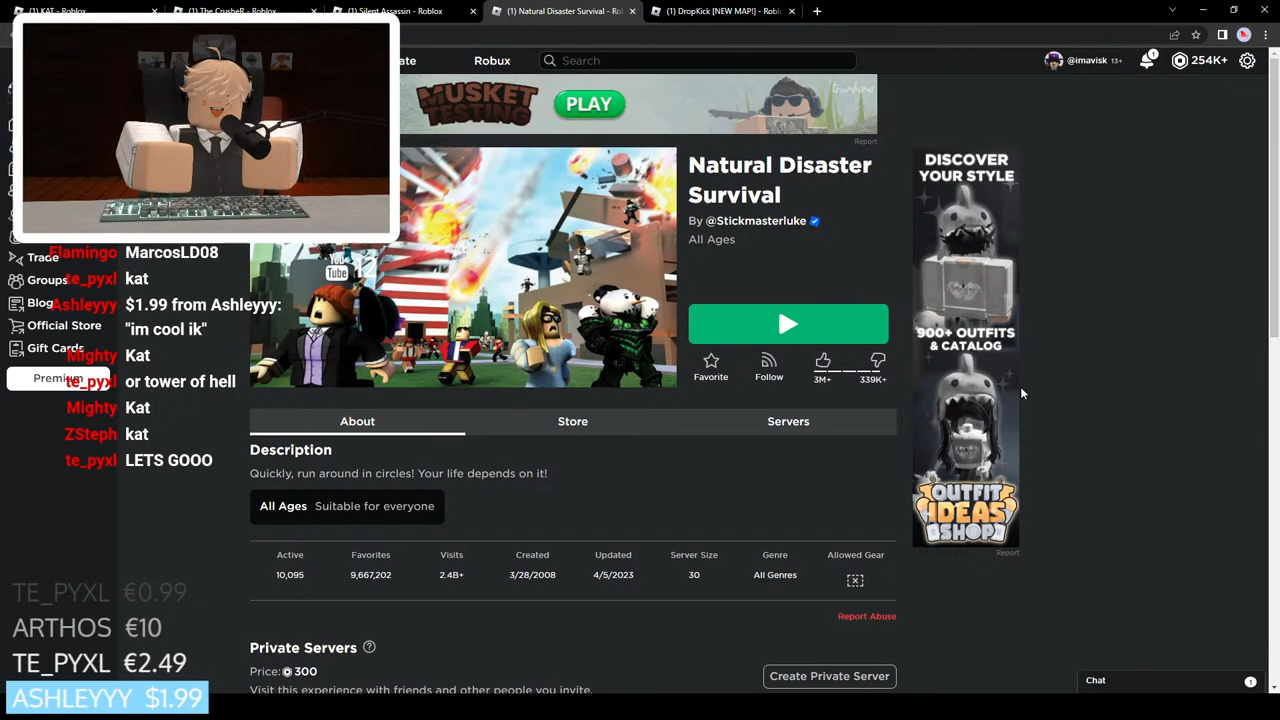 (1) KAT - Roblox
(1) The CrusheR - Roblox
(1) Silent Assassin - Roblox
(1) Natural Disaster Survival - Ro
(1) DropKick [NEW MAP!] - Roblo
Robux
Search
@imavisk 13+
1
254K+
MUSKET
TESTING
PLAY
Report
Natural Disaster
Survival
By @Stickmasterluke
All Ages
You
Tube 12
Favorite
Follow
3M+
339K+
DISCOVER
YOUR STYLE
900+ OUTFITS
& CATALOG
OUTFIT
IDEAS
SHOP
Report
Trade
Groups
Blog
Official Store
Gift Cards
Premium
Flamingo MarcosLD08
te_pyxl kat
Ashleyyy $1.99 from Ashleyyy:
"im cool ik"
Mighty Kat
te_pyxl or tower of hell
Mighty Kat
ZSteph kat
te_pyxl LETS GOOO
About
Store
Servers
Description
Quickly, run around in circles! Your life depends on it!
All Ages Suitable for everyone
Active Favorites Visits Created Updated Server Size Genre Allowed Gear
10,095 9,667,202 2.4B+ 3/28/2008 4/5/2023 30 All Genres
Report Abuse
Private Servers
Price: 300
Create Private Server
Visit this experience with friends and other people you invite.
TE_PYXL €0.99
ARTHOS €10
TE_PYXL €2.49
ASHLEYYY $1.99
Chat
1